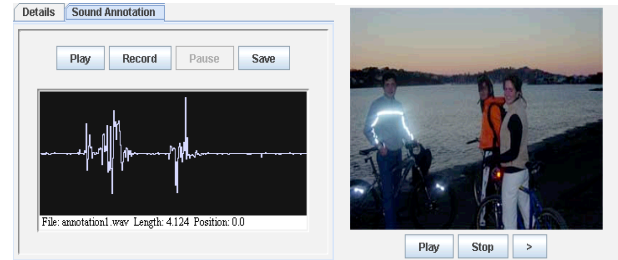 Details Sound Annotation
Play Record Pause Save
File: annotation1.wav Length: 4.124 Position: 0.0
Play Stop >